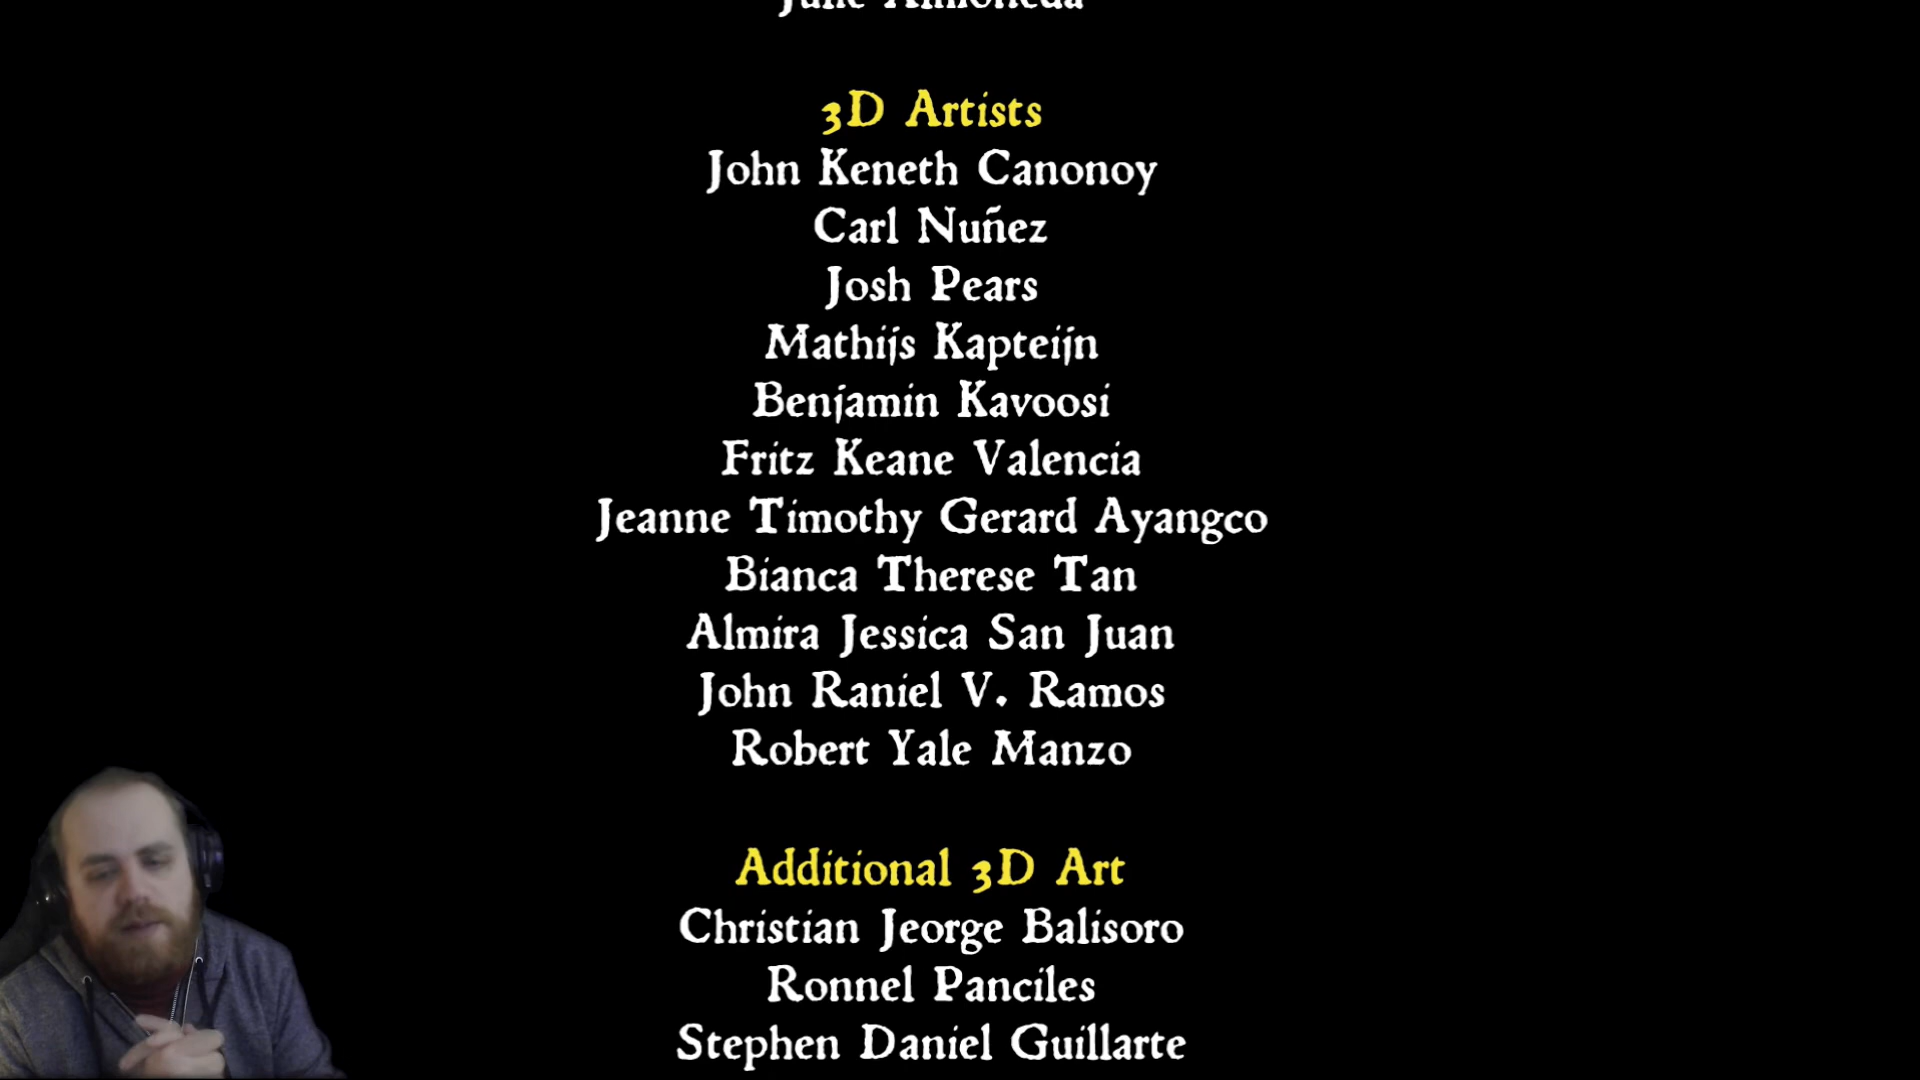 3D Artists
John Keneth Canonoy
Carl Nuñez
Josh Pears
Mathijs Kapteijn
Benjamin Kavoosi
Fritz Keane Valencia
Jeanne Timothy Gerard Ayangco
Bianca Therese Tan
Almira Jessica San Juan
John Raniel V. Ramos
Robert Yale Manzo
Additional 3D Art
Christian Jeorge Balisoro
Ronnel Panciles
Stephen Daniel Guillarte